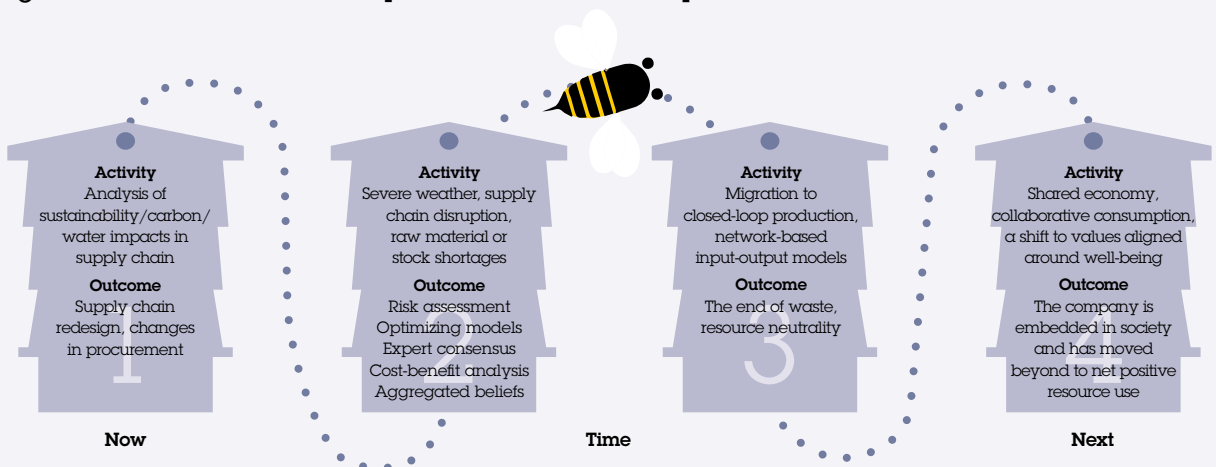 Activity
Analysis of
sustainability/carbon/
water impacts in
supply chain
Outcome
Supply chain
redesign, changes
in procurement
1
Activity
Severe weather, supply
chain disruption,
raw material or
stock shortages
Outcome
Risk assessment
Optimizing models
Expert consensus
Cost-benefit analysis
Aggregated beliefs
2
Activity
Migration to
closed-loop production,
network-based
input-output models
Outcome
The end of waste,
resource neutrality
3
Activity
Shared economy,
collaborative consumption,
a shift to values aligned
around well-being
Outcome
The company is
embedded in society
and has moved
beyond to net positive
resource use
4
Now
Time
Next